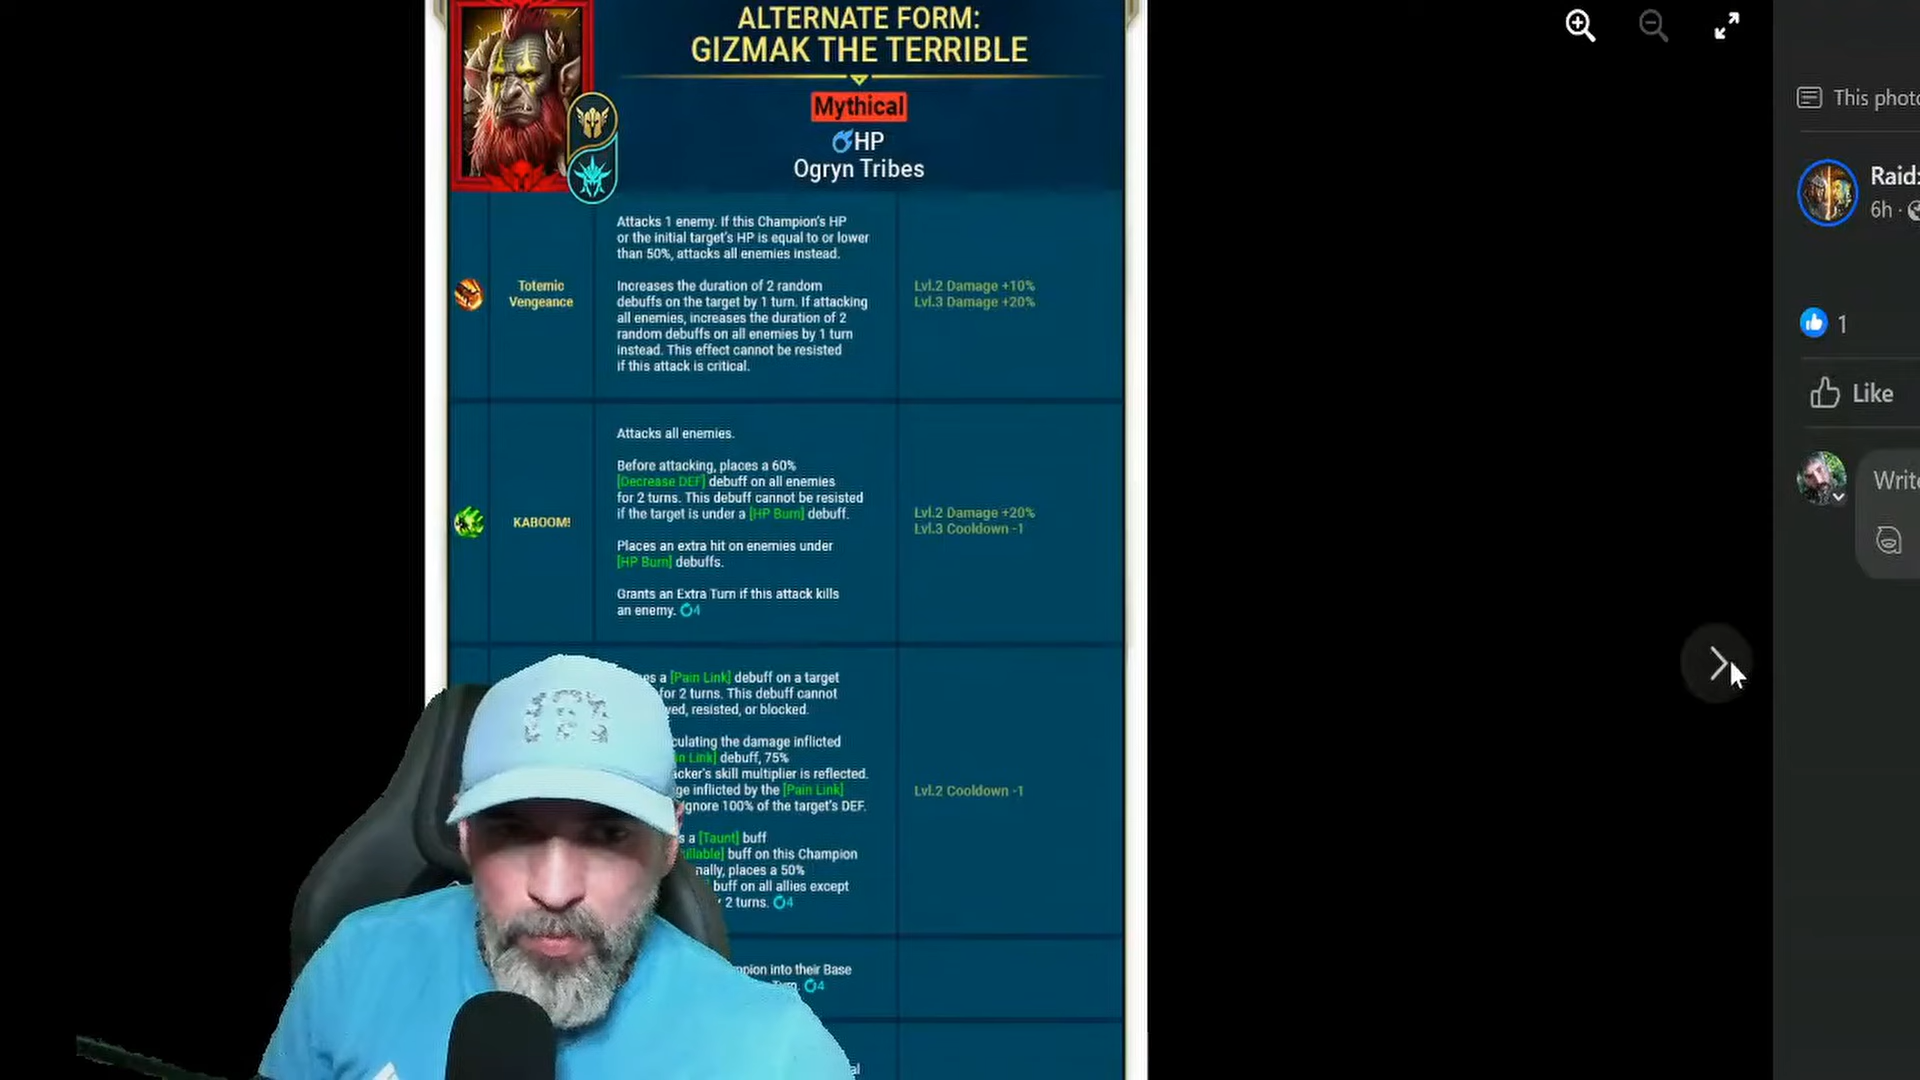 ALTERNATE FORM:
GIZMAK THE TERRIBLE
Mythical
HP
Ogryn Tribes
Totemic
Vengeance
Attacks 1 enemy. If this Champion's HP
or the initial target's HP is equal to or lower
than 50%, attacks all enemies instead.
Increases the duration of 2 random
debuffs on the target by 1 turn. If attacking
all enemies, increases the duration of 2
random debuffs on all enemies by 1 turn
instead. This effect cannot be resisted
if this attack is critical.
Lvl.2 Damage +10%
Lvl.3 Damage +20%
KABOOM!
Attacks all enemies.
Before attacking, places a 60%
[Decrease DEF] debuff on all enemies
for 2 turns. This debuff cannot be resisted
if the target is under a [HP Burn] debuff.
Places an extra hit on enemies under
[HP Burn] debuffs.
Grants an Extra Turn if this attack kills
an enemy. 4
Lvl.2 Damage +20%
Lvl.3 Cooldown -1
a [Pain Link] debuff on a target
for 2 turns. This debuff cannot
resisted, or blocked.
the damage inflicted
Link] debuff, 75%
skill multiplier is reflected.
inflicted by the [Pain Link]
ignore 100% of the target's DEF.
a [Taunt] buff
buff on this Champion
places a 50%
buff on all allies except
2 turns. 4
Lvl.2 Cooldown -1
into their Base
4
This photo
Raid:
6h ·
1
Like